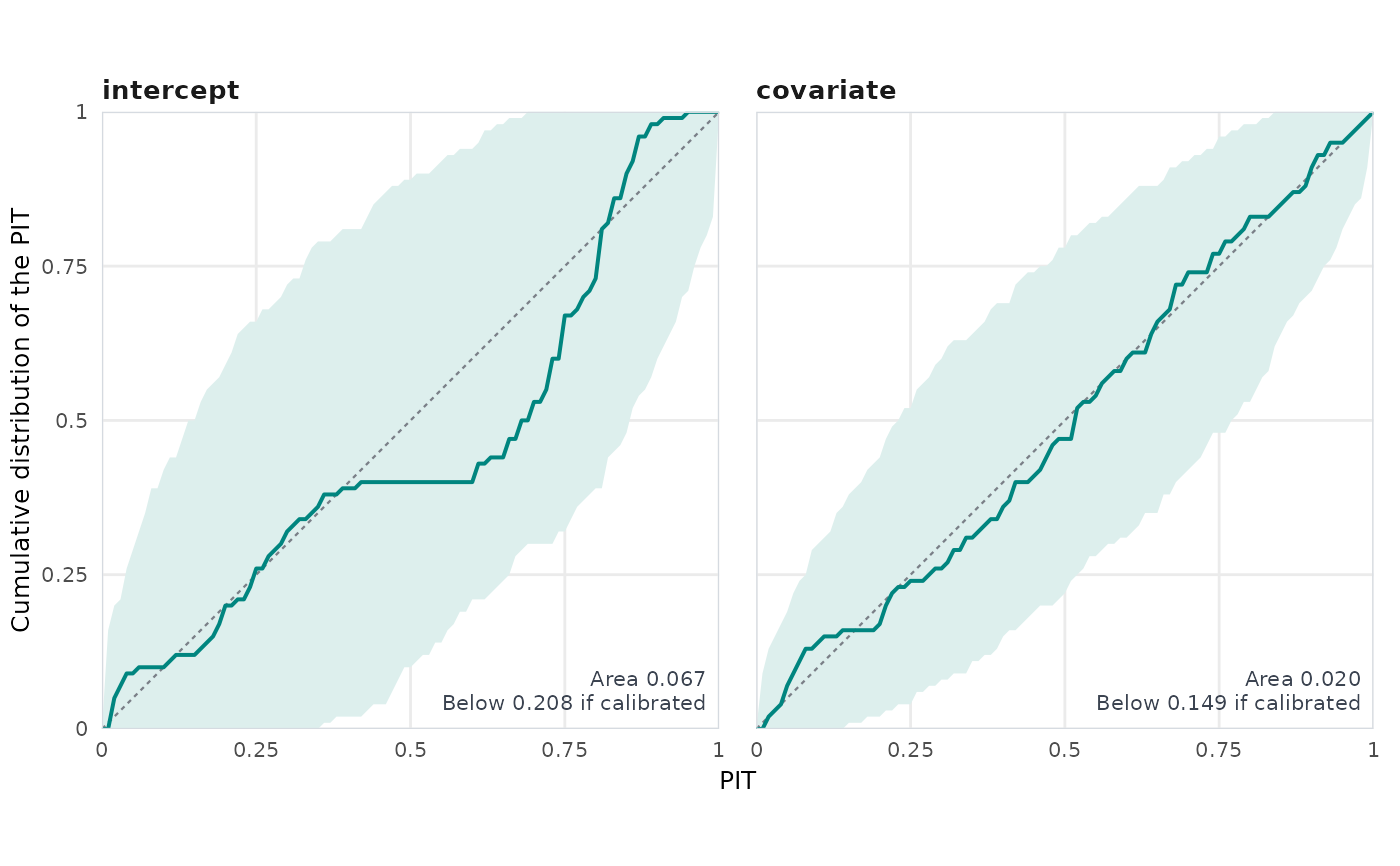 intercept
covariate
Cumulative distribution of the PIT
1
0.75
0.5
0.25
0
Area 0.067
Below 0.208 if calibrated
Area 0.020
Below 0.149 if calibrated
0 0.25 0.5 0.75 1
0 0.25 0.5 0.75 1
PIT